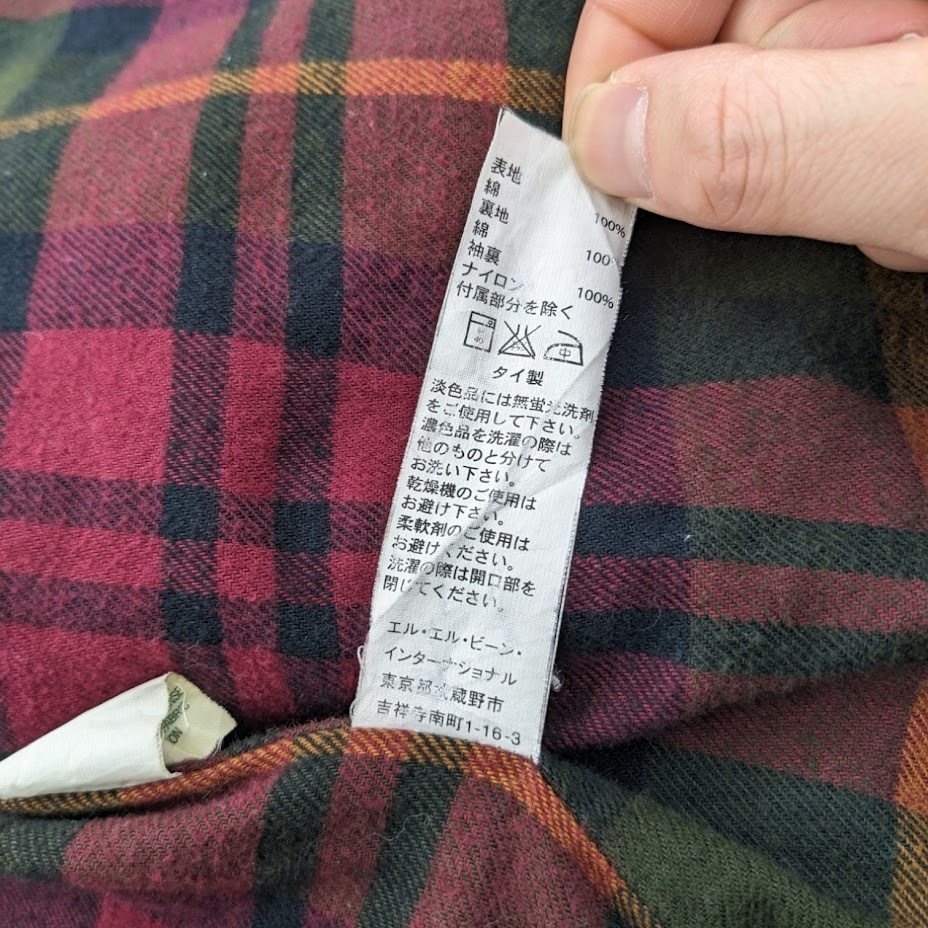 表地
綿 100%
裏地
綿 100%
袖裏
ナイロン 100%
付属部分を除く
中
タイ製
淡色品には無蛍光洗剤
をご使用して下さい。
濃色品を洗濯の際は
他のものと分けて
お洗い下さい。
乾燥機のご使用は
お避け下さい。
柔軟剤のご使用は
お避けください。
洗濯の際は開口部を
閉じてください。
エル・エル・ビーン・
インターナショナル
東京都武蔵野市
吉祥寺南町1-16-3
NO